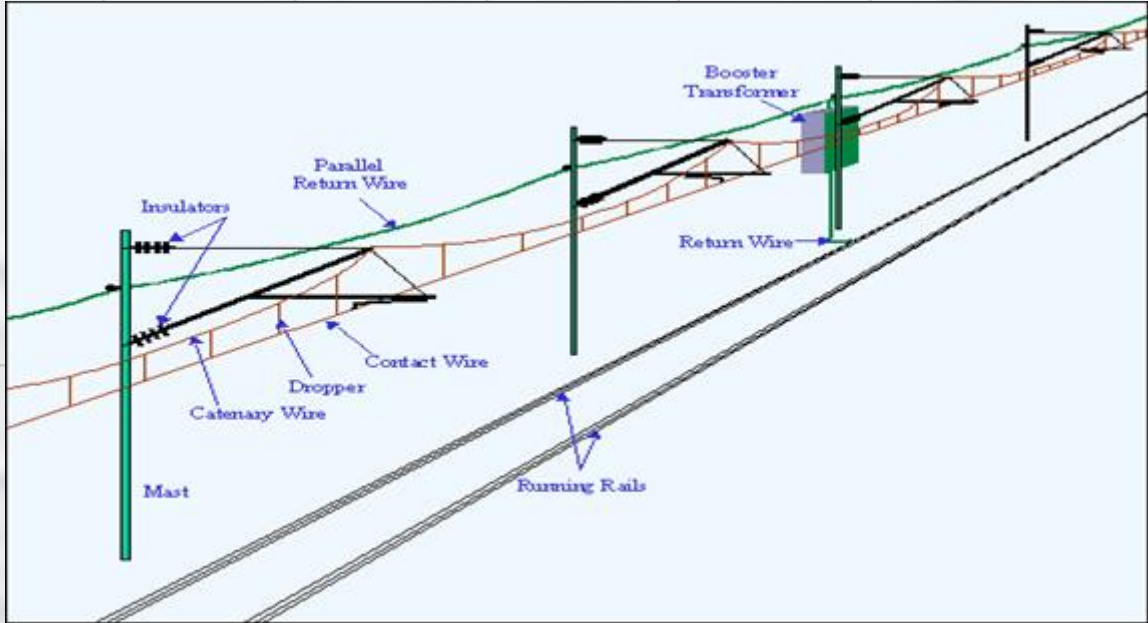 Booster
Transformer
Parallel
Return Wire
Insulators
Return Wire
Contact Wire
Dropper
Catenary Wire
Mast
Running Rails